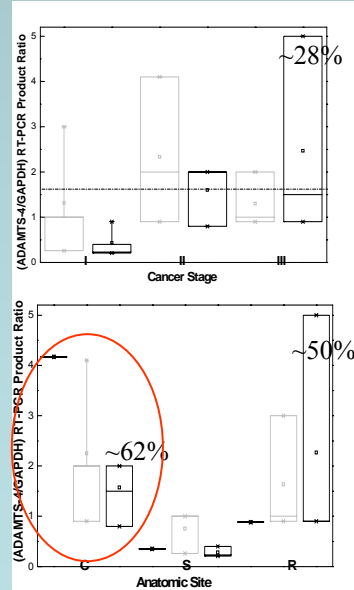 (ADAMTS-4/GAPDH) RT-PCR Product Ratio
5
4
3
2
1
0
~28%
I
II
III
Cancer Stage
(ADAMTS-4/GAPDH) RT-PCR Product Ratio
5
4
3
2
1
0
~62%
~50%
C
S
R
Anatomic Site